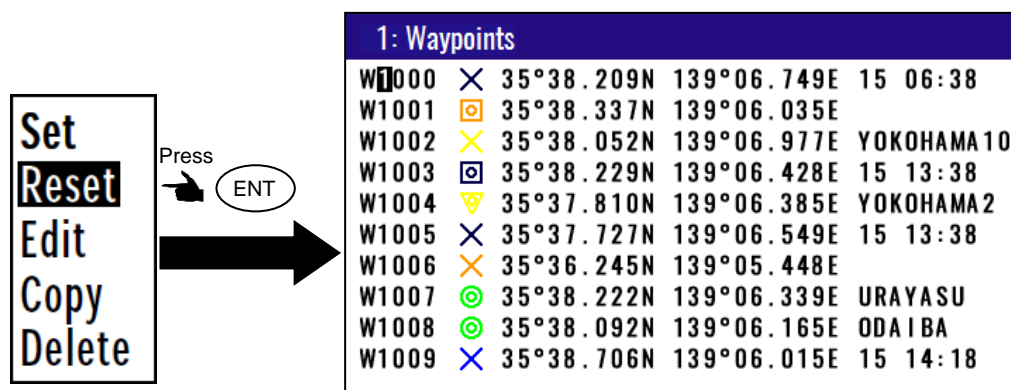 Set
Reset
Edit
Copy
Delete
Press
ENT
1: Waypoints
W1000 35°38.209N 139°06.749E 15 06:38
W1001 35°38.337N 139°06.035E
W1002 35°38.052N 139°06.977E YOKOHAMA10
W1003 35°38.229N 139°06.428E 15 13:38
W1004 35°37.810N 139°06.385E YOKOHAMA2
W1005 35°37.727N 139°06.549E 15 13:38
W1006 35°36.245N 139°05.448E
W1007 35°38.222N 139°06.339E URAYASU
W1008 35°38.092N 139°06.165E ODAIBA
W1009 35°38.706N 139°06.015E 15 14:18